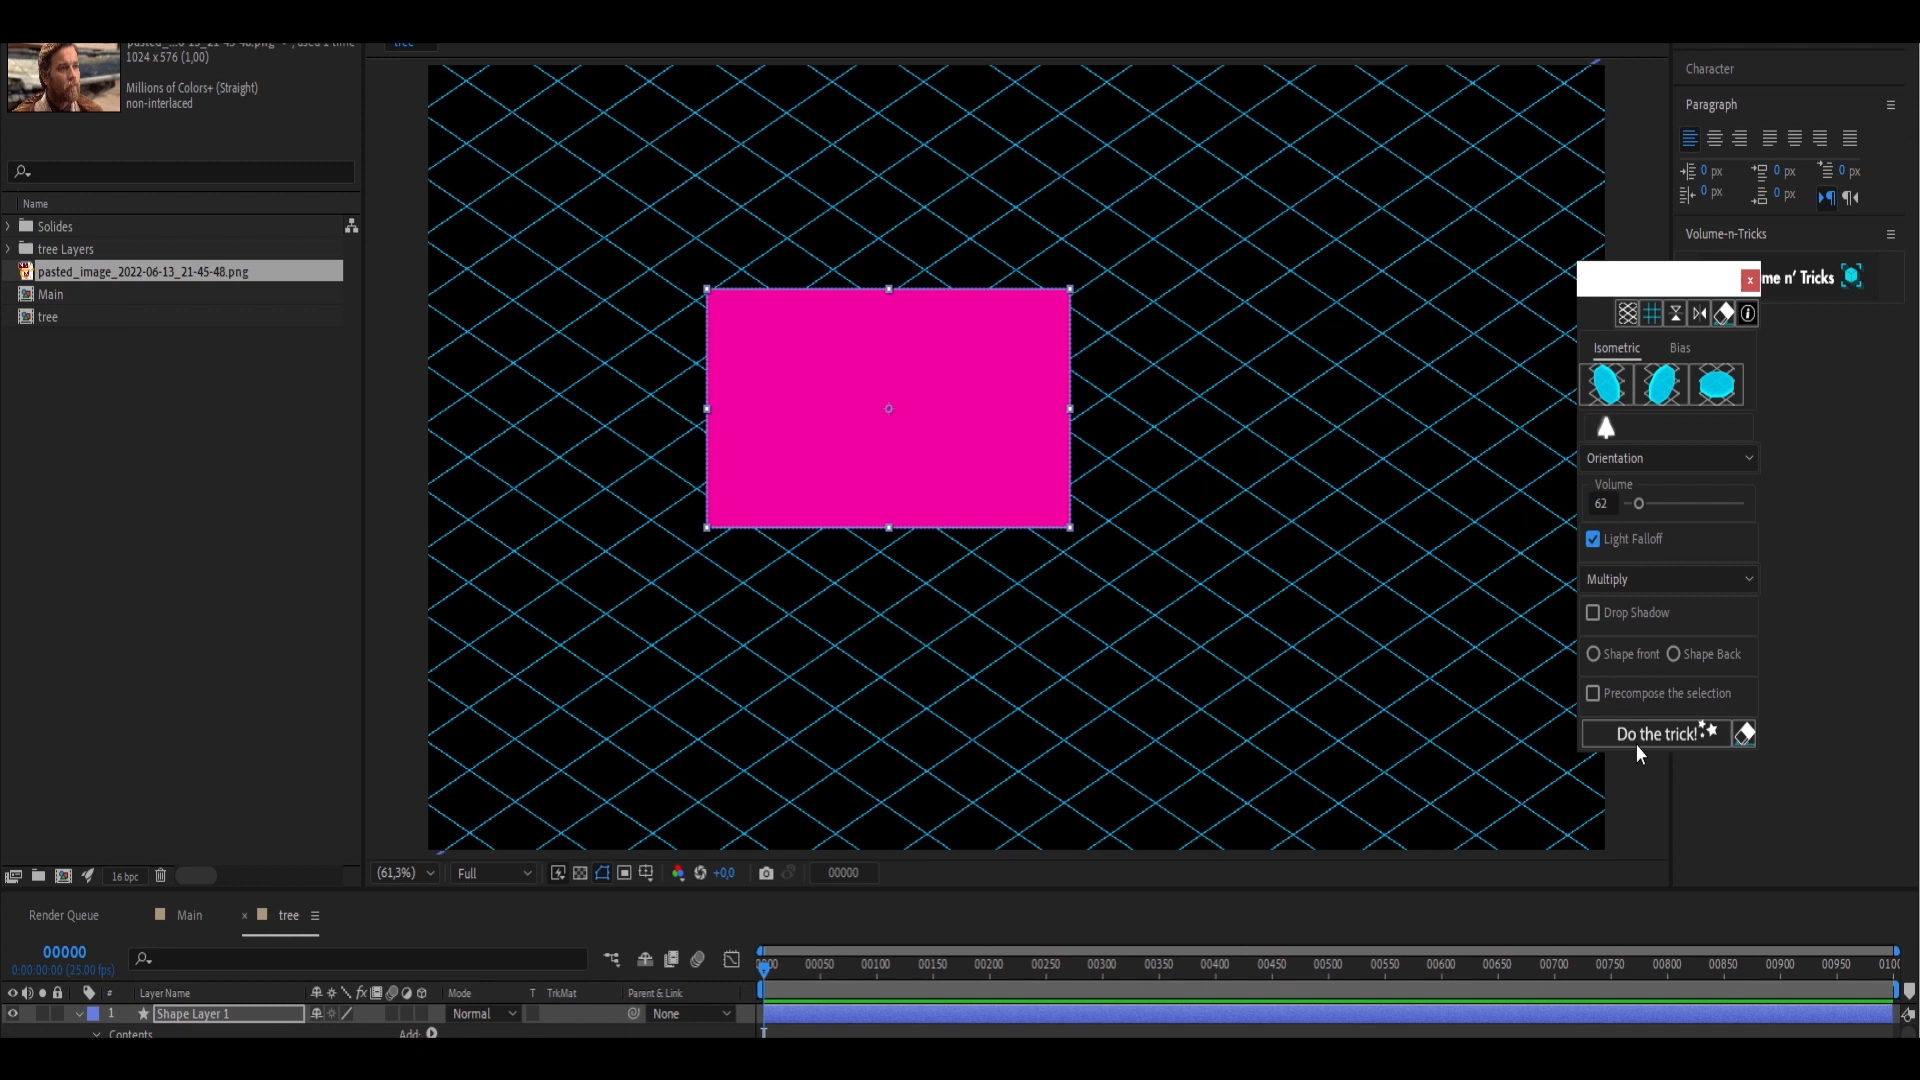 1024 x 576 (1,00)
Millions of Colors+ (Straight)
non-interlaced
Name
Solides
tree Layers
pasted_image_2022-06-13_21-45-48.png
Main
tree
16 bpc
tree
(61,3%)
Full
+0,0
00000
Character
Paragraph
0 px
0 px
0 px
0 px
0 px
Volume-n-Tricks
me n' Tricks
x
Isometric
Bias
Orientation
Volume
62
Light Falloff
Multiply
Drop Shadow
Shape front
Shape Back
Precompose the selection
Do the trick!
Render Queue
Main
× tree
00000
0:00:00:00 (25.00 fps)
00050 00100 00150 00200 00250 00300 00350 00400 00450 00500 00550 00600 00650 00700 00750 00800 00850 00900 00950
# Layer Name
fx
Mode
T TrkMat
Parent & Link
1 Shape Layer 1
Normal
None
Contents
Add: